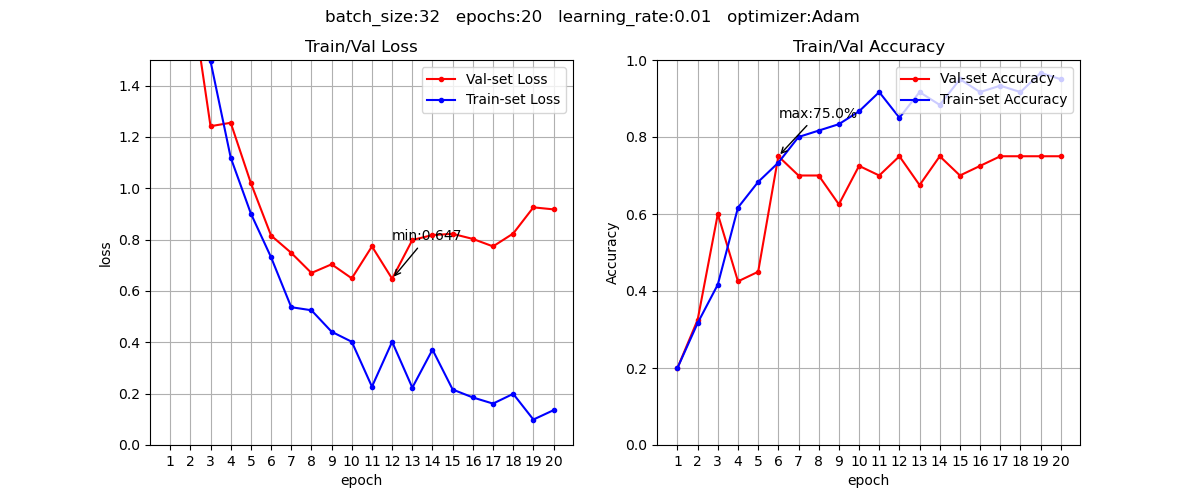 batch_size:32 epochs:20 learning_rate:0.01 optimizer:Adam
Train/Val Loss
Val-set Loss
Train-set Loss
min:0.647
1.4
1.2
1.0
0.8
0.6
0.4
0.2
0.0
loss
1 2 3 4 5 6 7 8 9 10 11 12 13 14 15 16 17 18 19 20
epoch
Train/Val Accuracy
Val-set Accuracy
Train-set Accuracy
max:75.0%
1.0
0.8
0.6
0.4
0.2
0.0
Accuracy
1 2 3 4 5 6 7 8 9 10 11 12 13 14 15 16 17 18 19 20
epoch